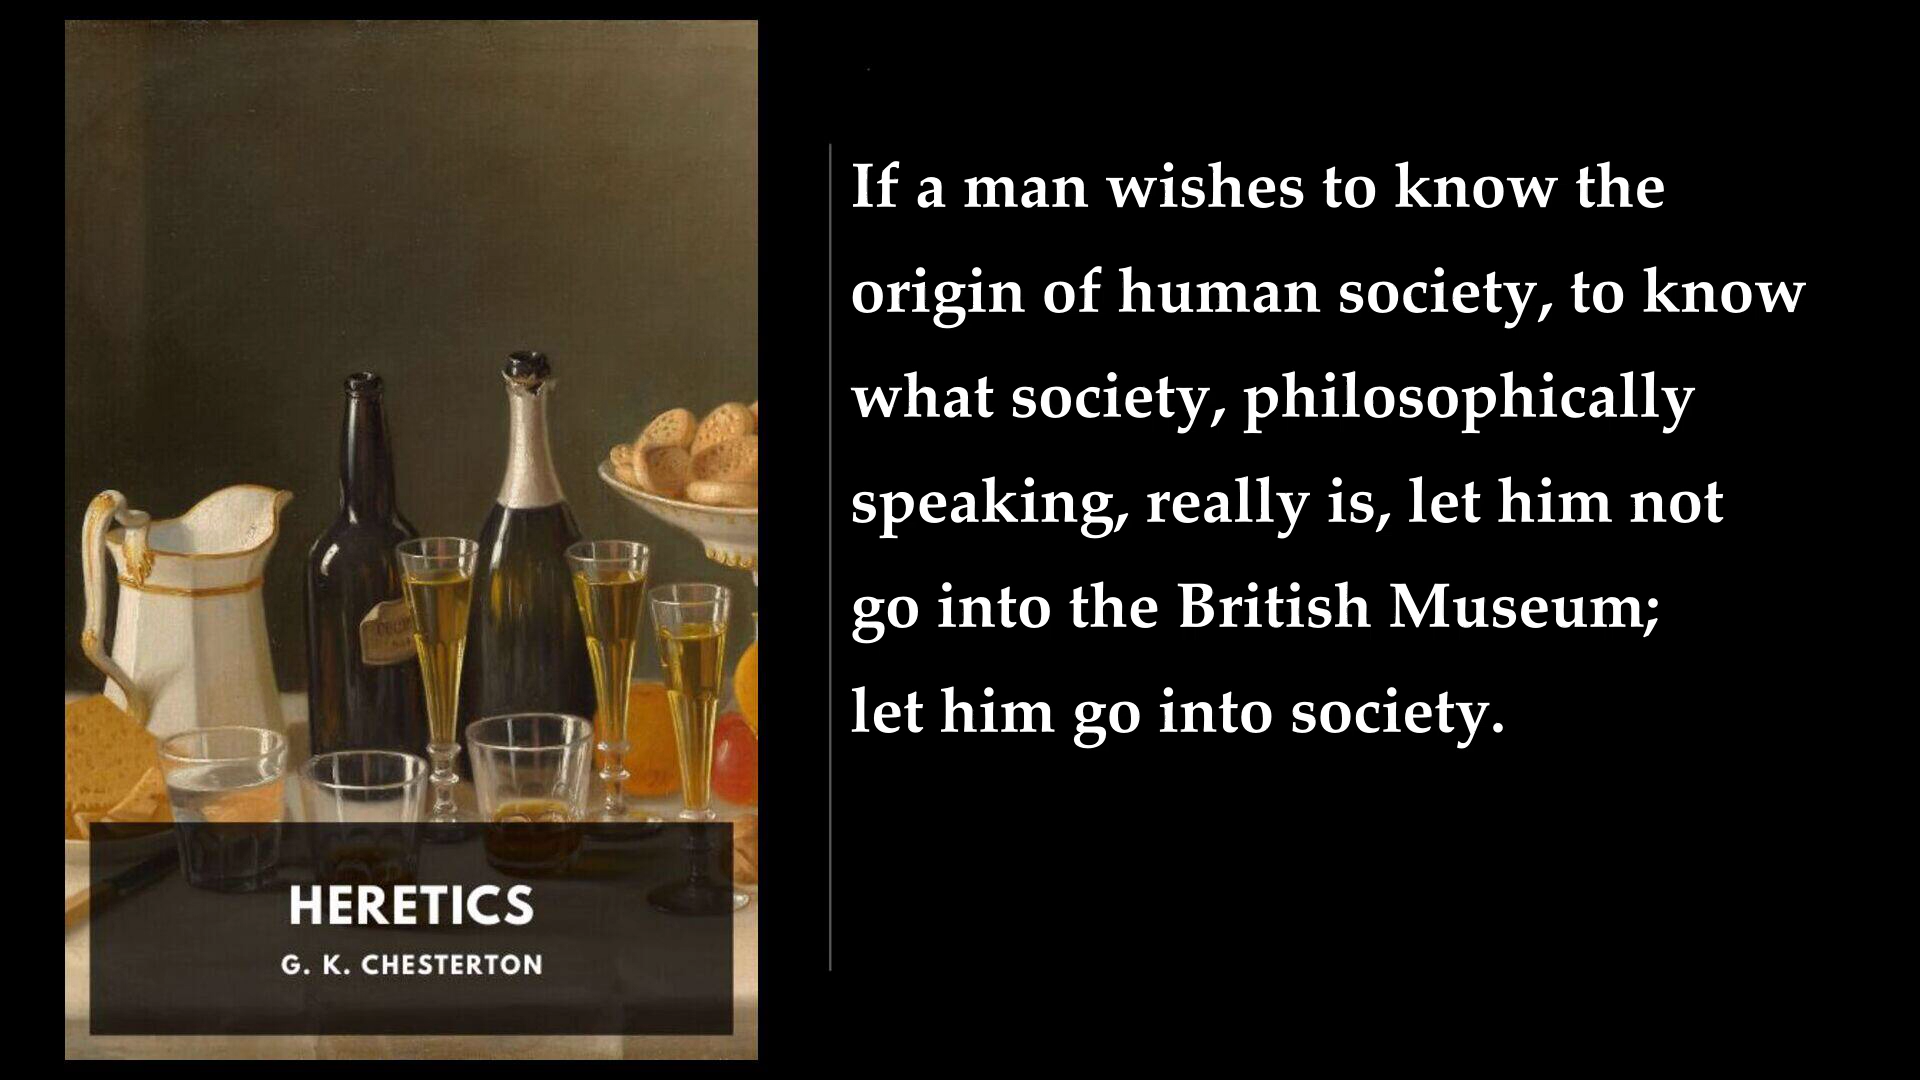 If a man wishes to know the
origin of human society, to know
what society, philosophically
speaking, really is, let him not
go into the British Museum;
let him go into society.
HERETICS
G. K. CHESTERTON